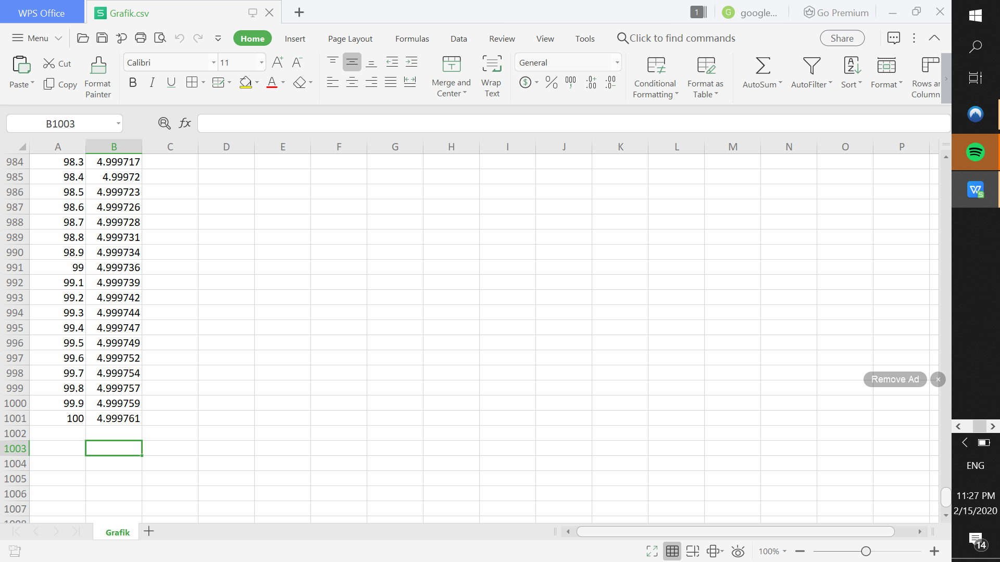 WPS Office
S Grafik.csv
1
G google...
Go Premium
Menu
Home
Insert
Page Layout
Formulas
Data
Review
View
Tools
Click to find commands
Share
Paste
Cut
Copy
Format Painter
Calibri
11
A+ A-
B I U
A
General
Merge and Center
Wrap Text
Conditional Formatting
Format as Table
AutoSum
AutoFilter
Sort
Format
Rows ar
Column
B1003
fx
A B C D E F G H I J K L M N O P
984 98.3 4.999717
985 98.4 4.99972
986 98.5 4.999723
987 98.6 4.999726
988 98.7 4.999728
989 98.8 4.999731
990 98.9 4.999734
991 99 4.999736
992 99.1 4.999739
993 99.2 4.999742
994 99.3 4.999744
995 99.4 4.999747
996 99.5 4.999749
997 99.6 4.999752
998 99.7 4.999754
999 99.8 4.999757
1000 99.9 4.999759
1001 100 4.999761
1002
1003
1004
1005
1006
1007
1008
Remove Ad
Grafik
100%
ENG
11:27 PM
2/15/2020
14